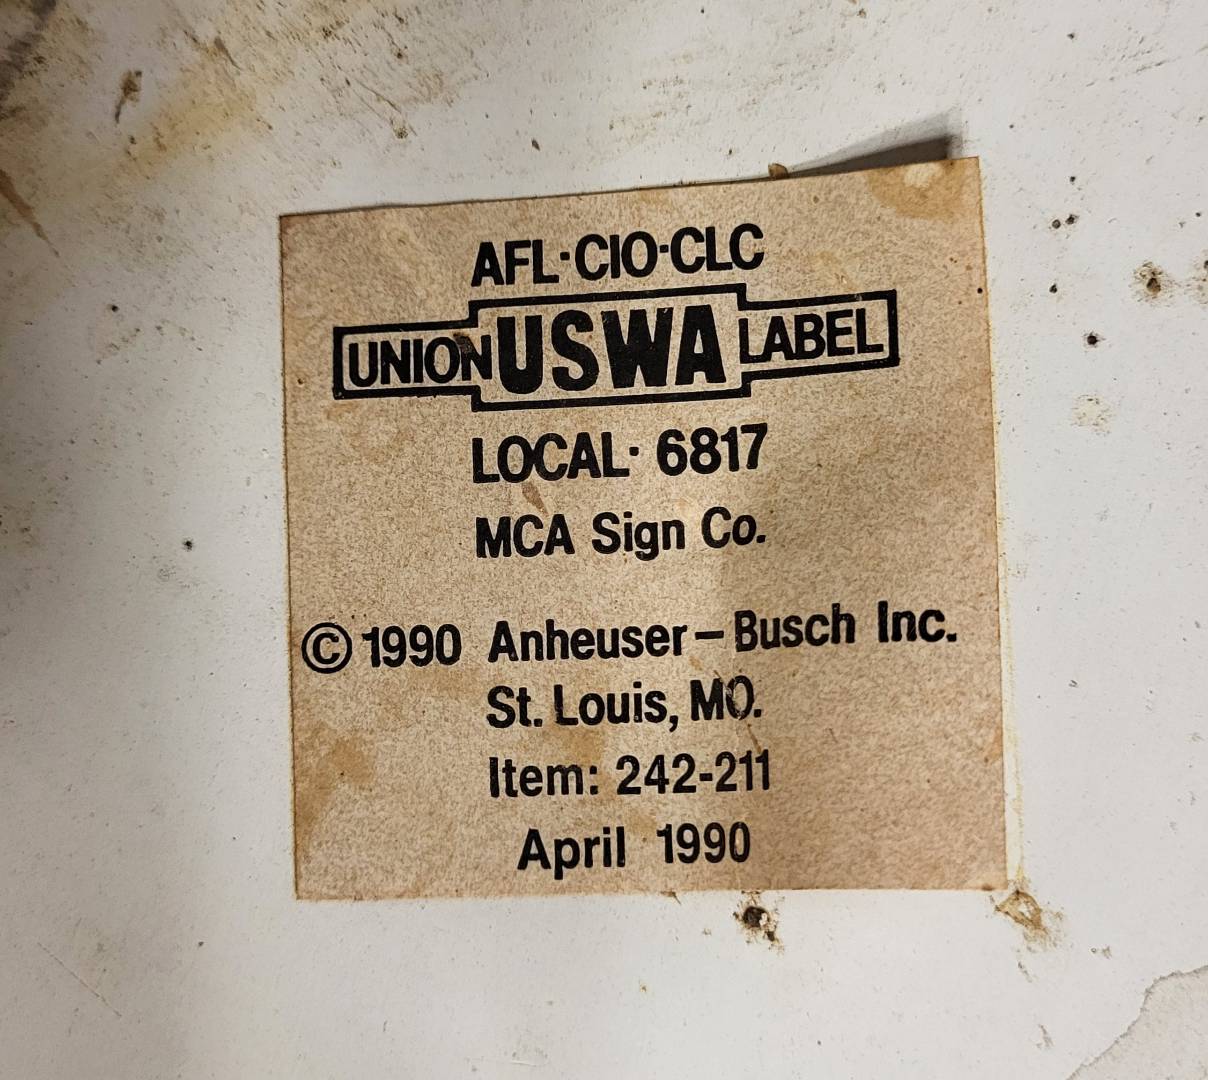 AFL·CIO·CLC
UNION USWA LABEL
LOCAL· 6817
MCA Sign Co.
© 1990 Anheuser–Busch Inc.
St. Louis, MO.
Item: 242-211
April 1990